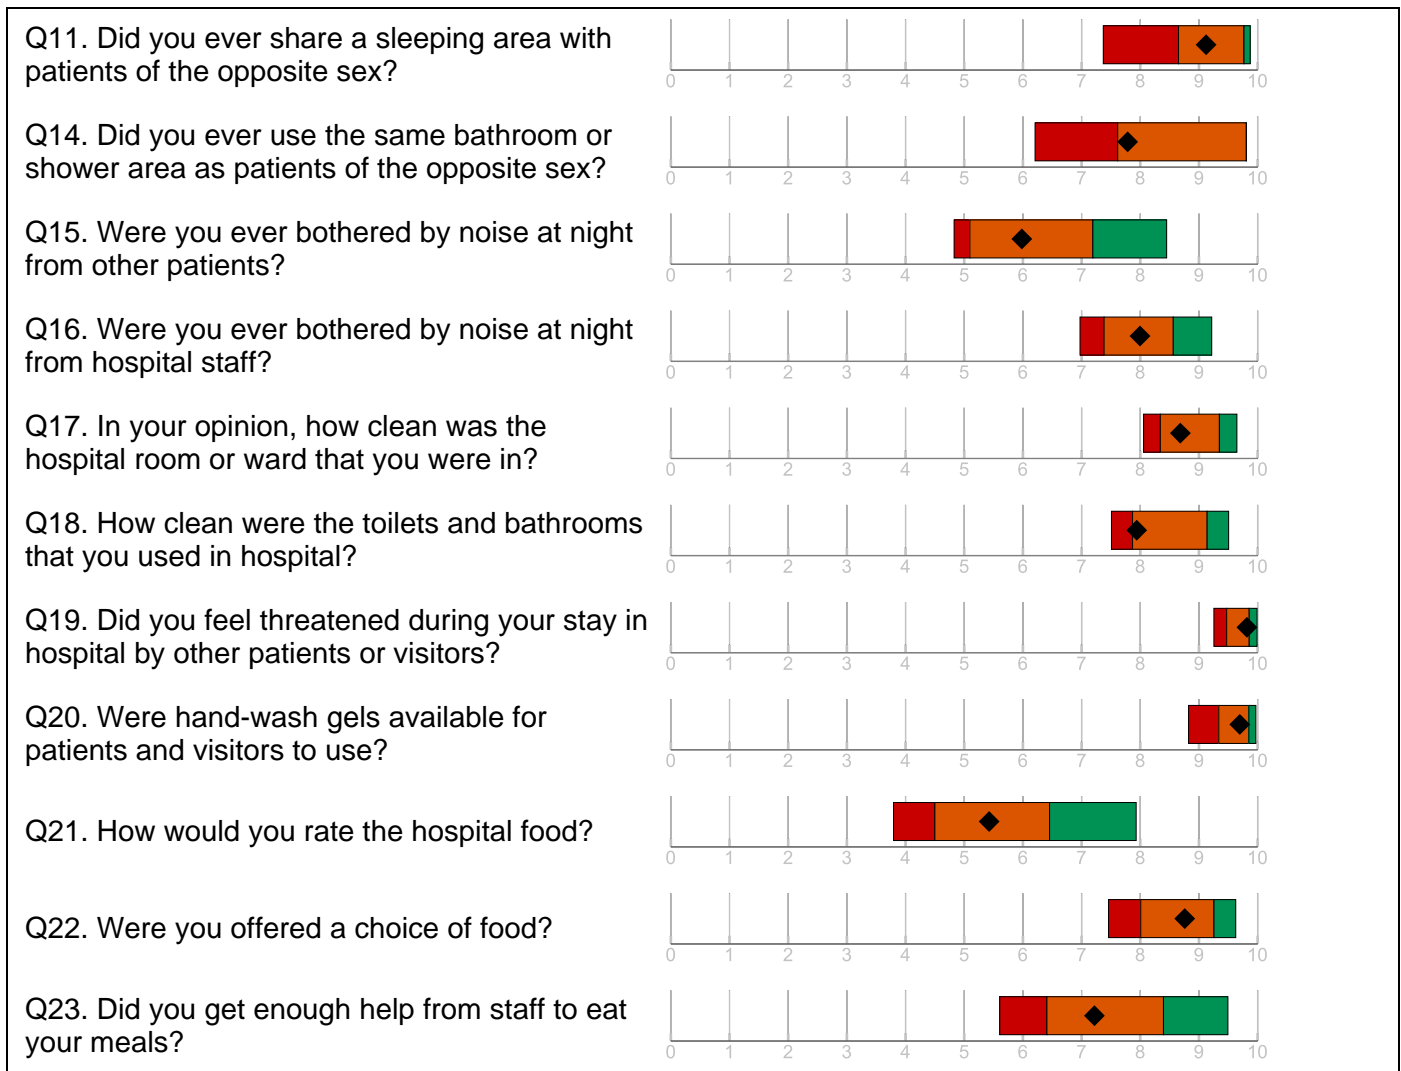 Q11. Did you ever share a sleeping area with
patients of the opposite sex?
0 1 2 3 4 5 6 7 8 9 10
Q14. Did you ever use the same bathroom or
shower area as patients of the opposite sex?
0 1 2 3 4 5 6 7 8 9 10
Q15. Were you ever bothered by noise at night
from other patients?
0 1 2 3 4 5 6 7 8 9 10
Q16. Were you ever bothered by noise at night
from hospital staff?
0 1 2 3 4 5 6 7 8 9 10
Q17. In your opinion, how clean was the
hospital room or ward that you were in?
0 1 2 3 4 5 6 7 8 9 10
Q18. How clean were the toilets and bathrooms
that you used in hospital?
0 1 2 3 4 5 6 7 8 9 10
Q19. Did you feel threatened during your stay in
hospital by other patients or visitors?
0 1 2 3 4 5 6 7 8 9 10
Q20. Were hand-wash gels available for
patients and visitors to use?
0 1 2 3 4 5 6 7 8 9 10
Q21. How would you rate the hospital food?
0 1 2 3 4 5 6 7 8 9 10
Q22. Were you offered a choice of food?
0 1 2 3 4 5 6 7 8 9 10
Q23. Did you get enough help from staff to eat
your meals?
0 1 2 3 4 5 6 7 8 9 10